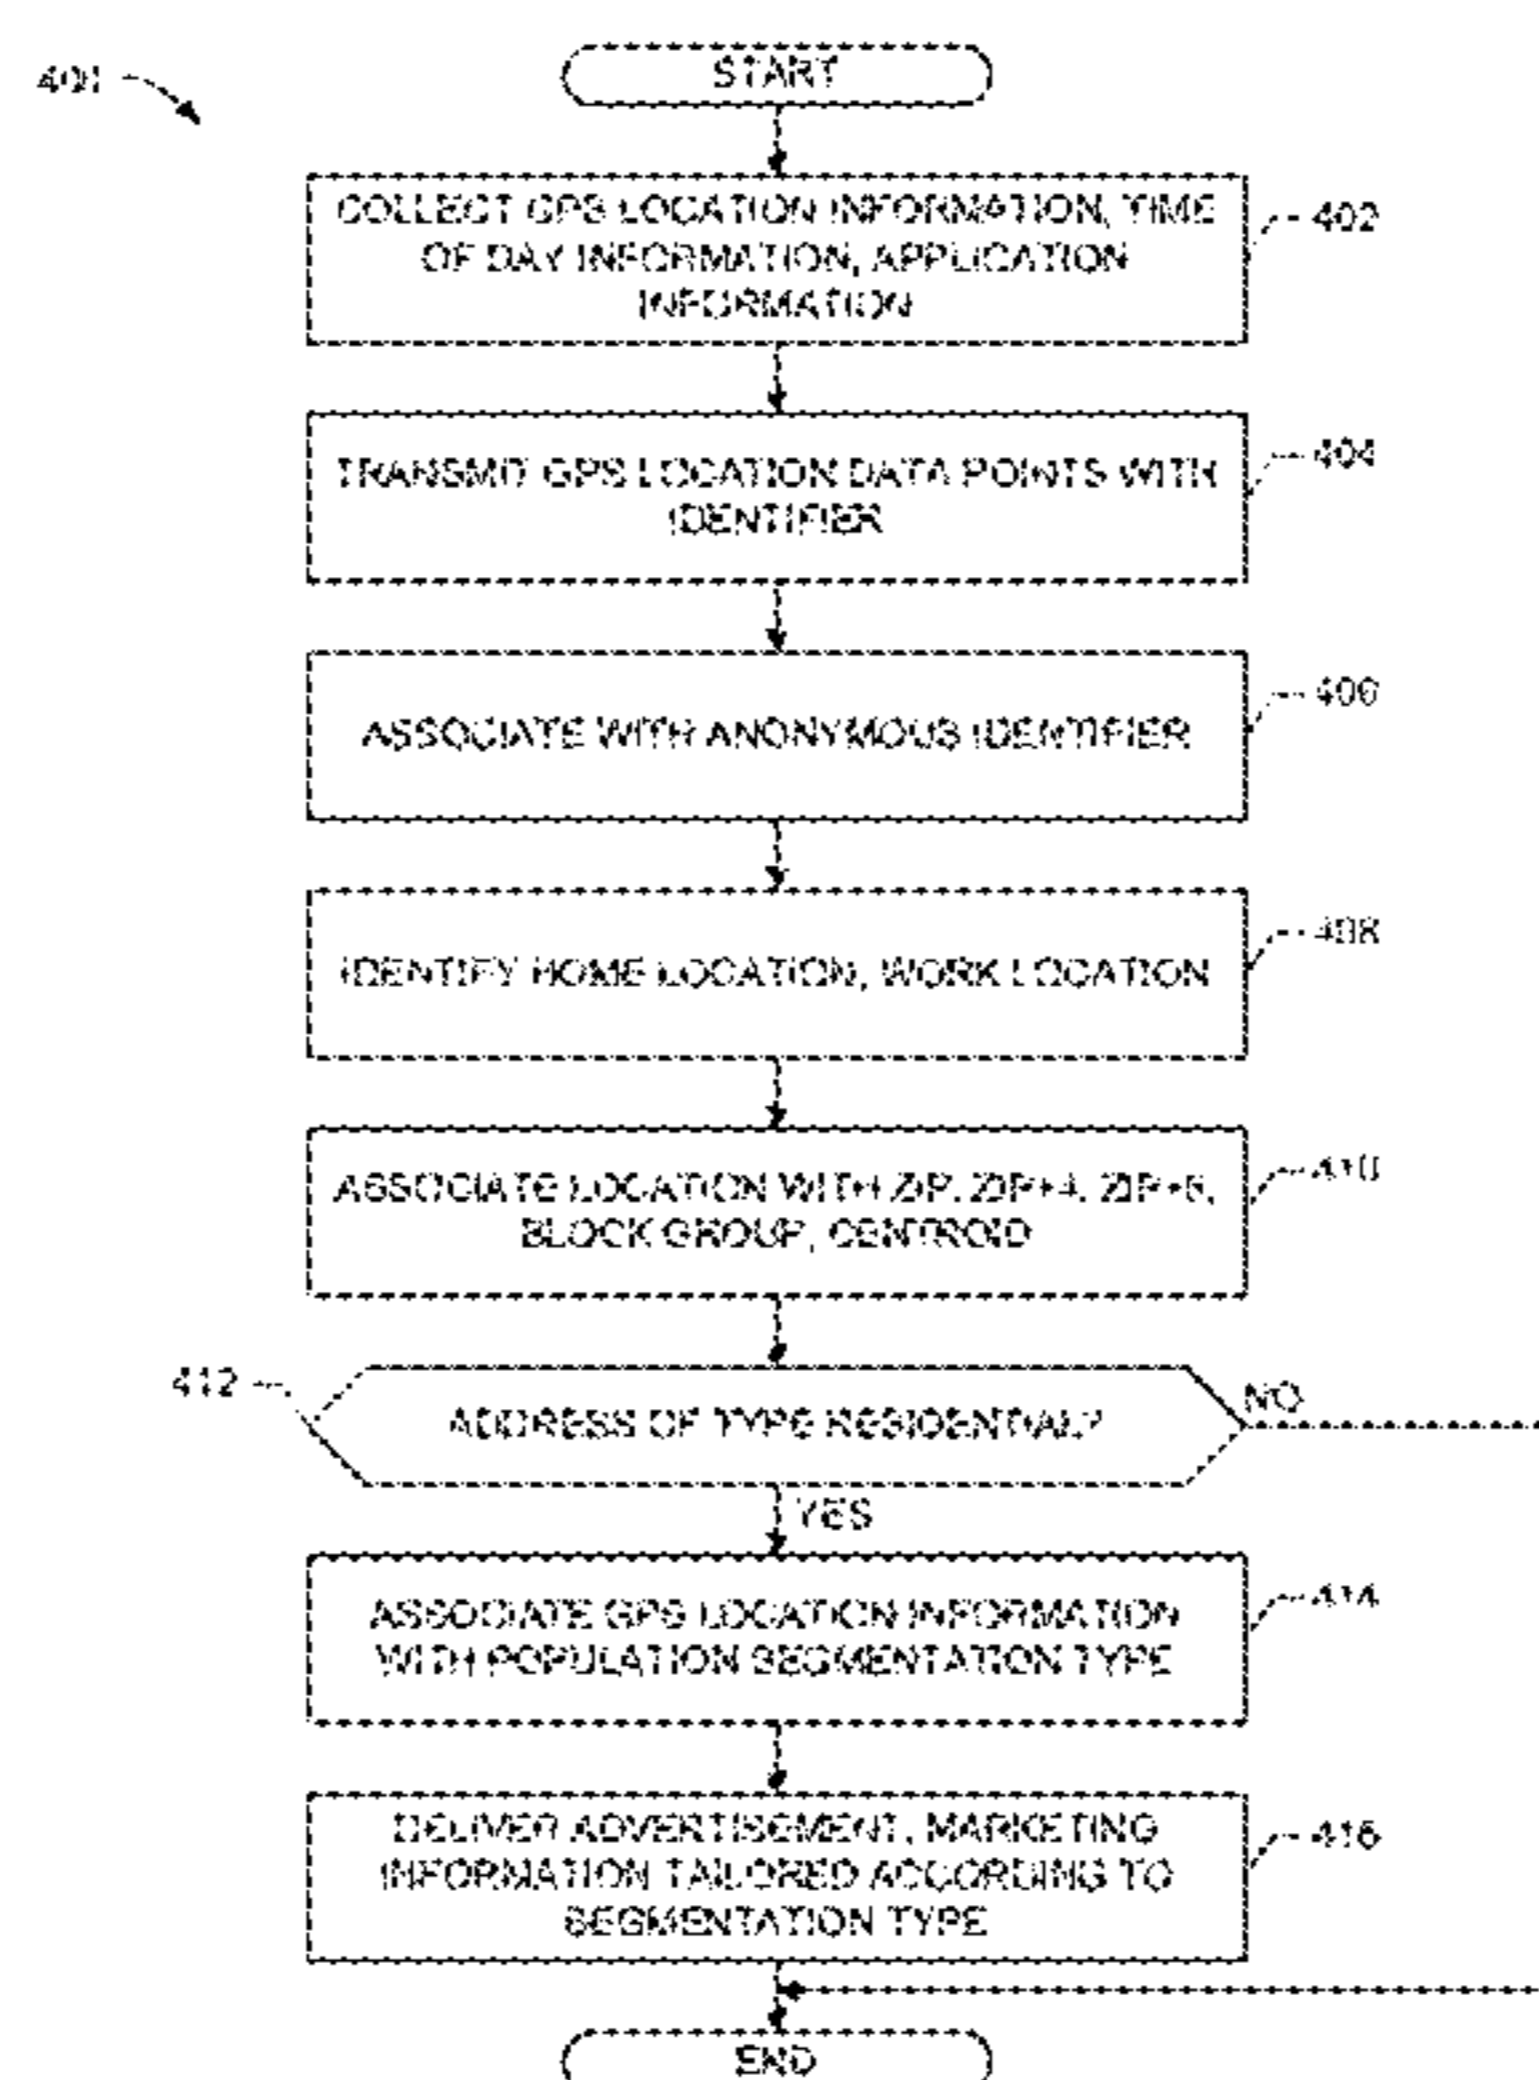 401
START
COLLECT GPS LOCATION INFORMATION, TIME
OF DAY INFORMATION, APPLICATION
INFORMATION
402
TRANSMIT GPS LOCATION DATA POINTS WITH
IDENTIFIER
404
ASSOCIATE WITH ANONYMOUS IDENTIFIER
406
IDENTIFY HOME LOCATION, WORK LOCATION
408
ASSOCIATE LOCATION WITH ZIP, ZIP+4, ZIP+6,
BLOCK GROUP, CENTROID
410
412
ADDRESS OF TYPE RESIDENTIAL?
NO
YES
ASSOCIATE GPS LOCATION INFORMATION
WITH POPULATION SEGMENTATION TYPE
414
DELIVER ADVERTISEMENT, MARKETING
INFORMATION TAILORED ACCORDING TO
SEGMENTATION TYPE
416
END